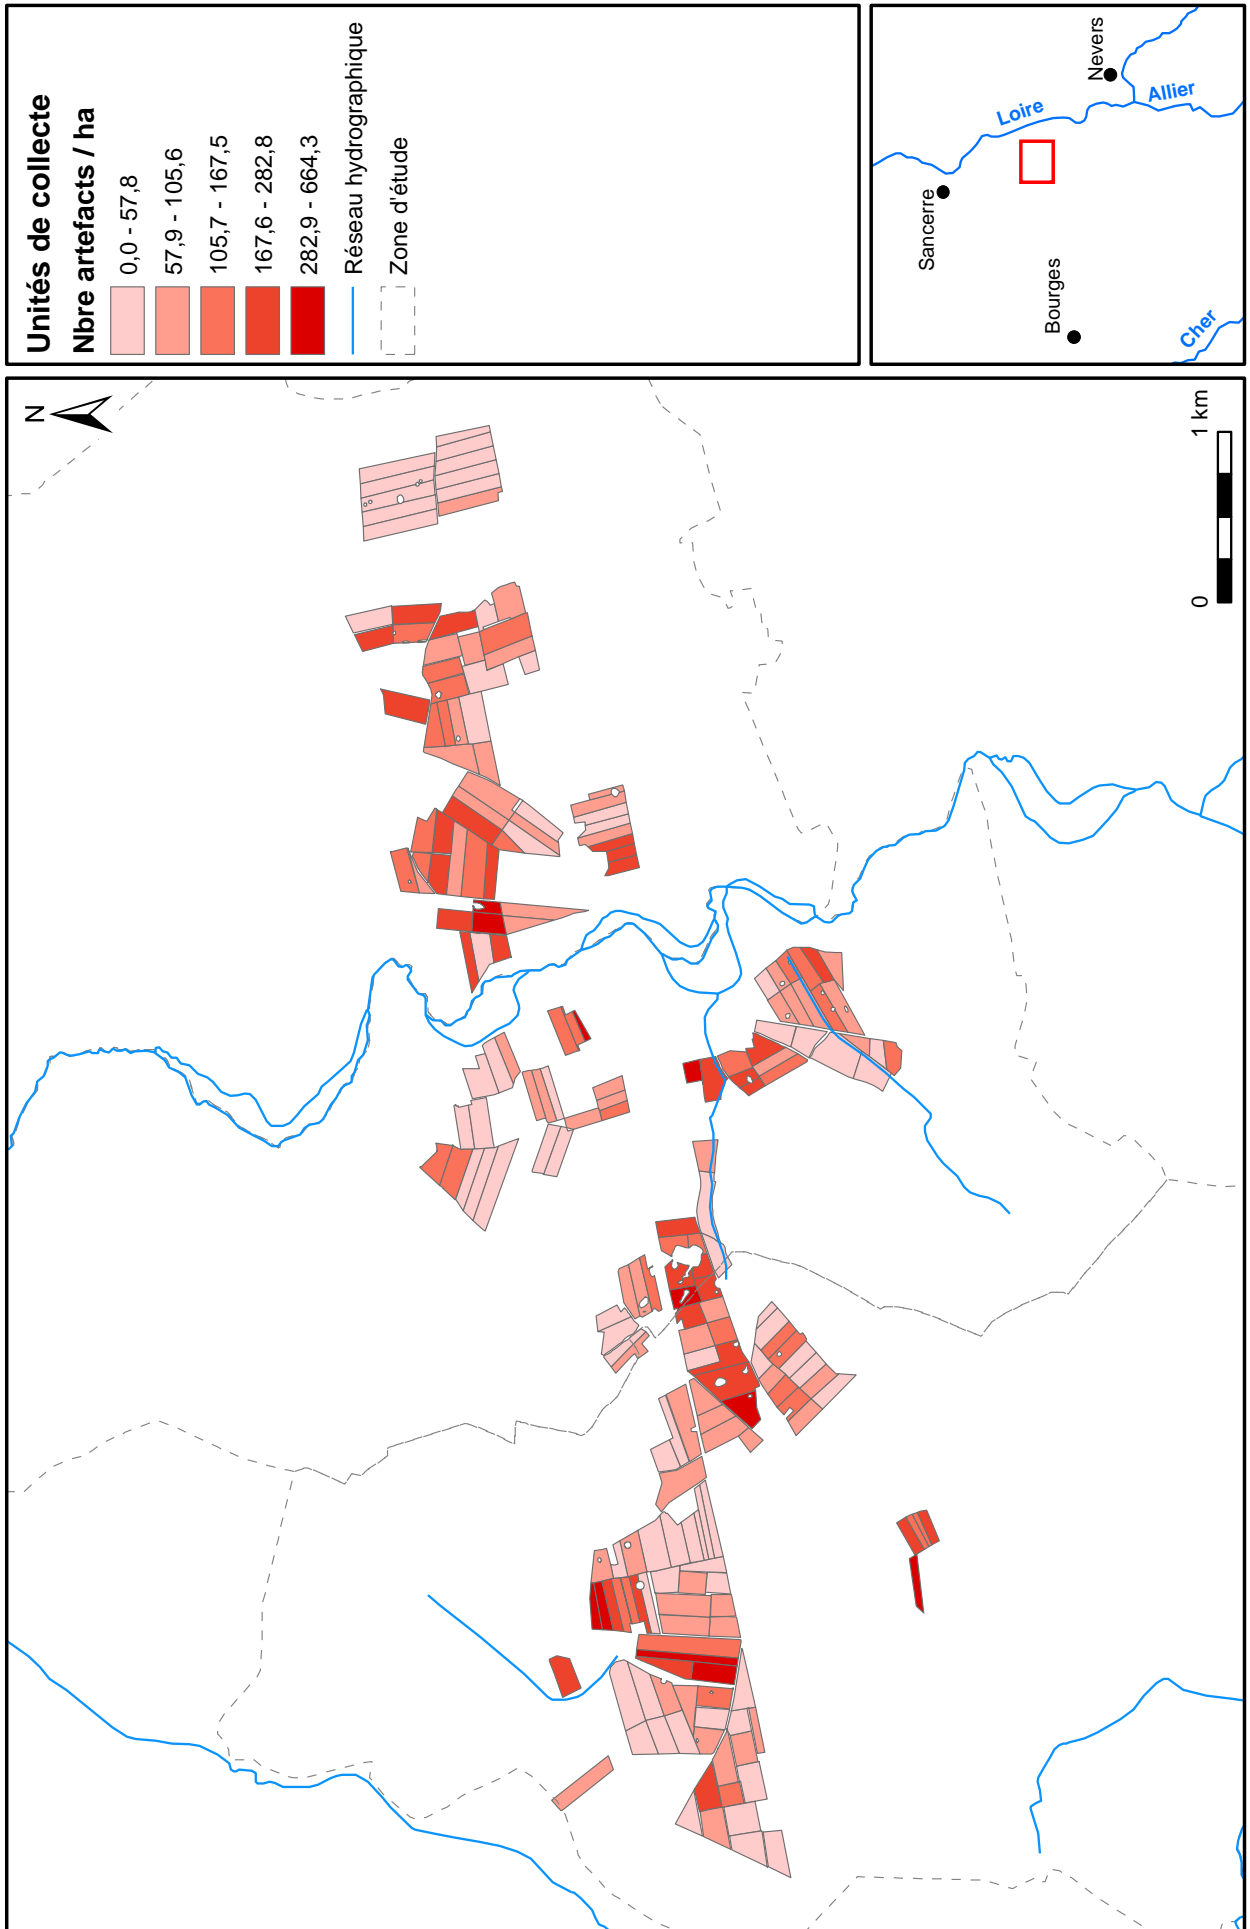 Unités de collecte
Nbre artefacts / ha
0,0 - 57,8
57,9 - 105,6
105,7 - 167,5
167,6 - 282,8
282,9 - 664,3
Réseau hydrographique
Zone d'étude
Sancerre
Bourges
Nevers
Loire
Allier
Cher
N
0
1 km